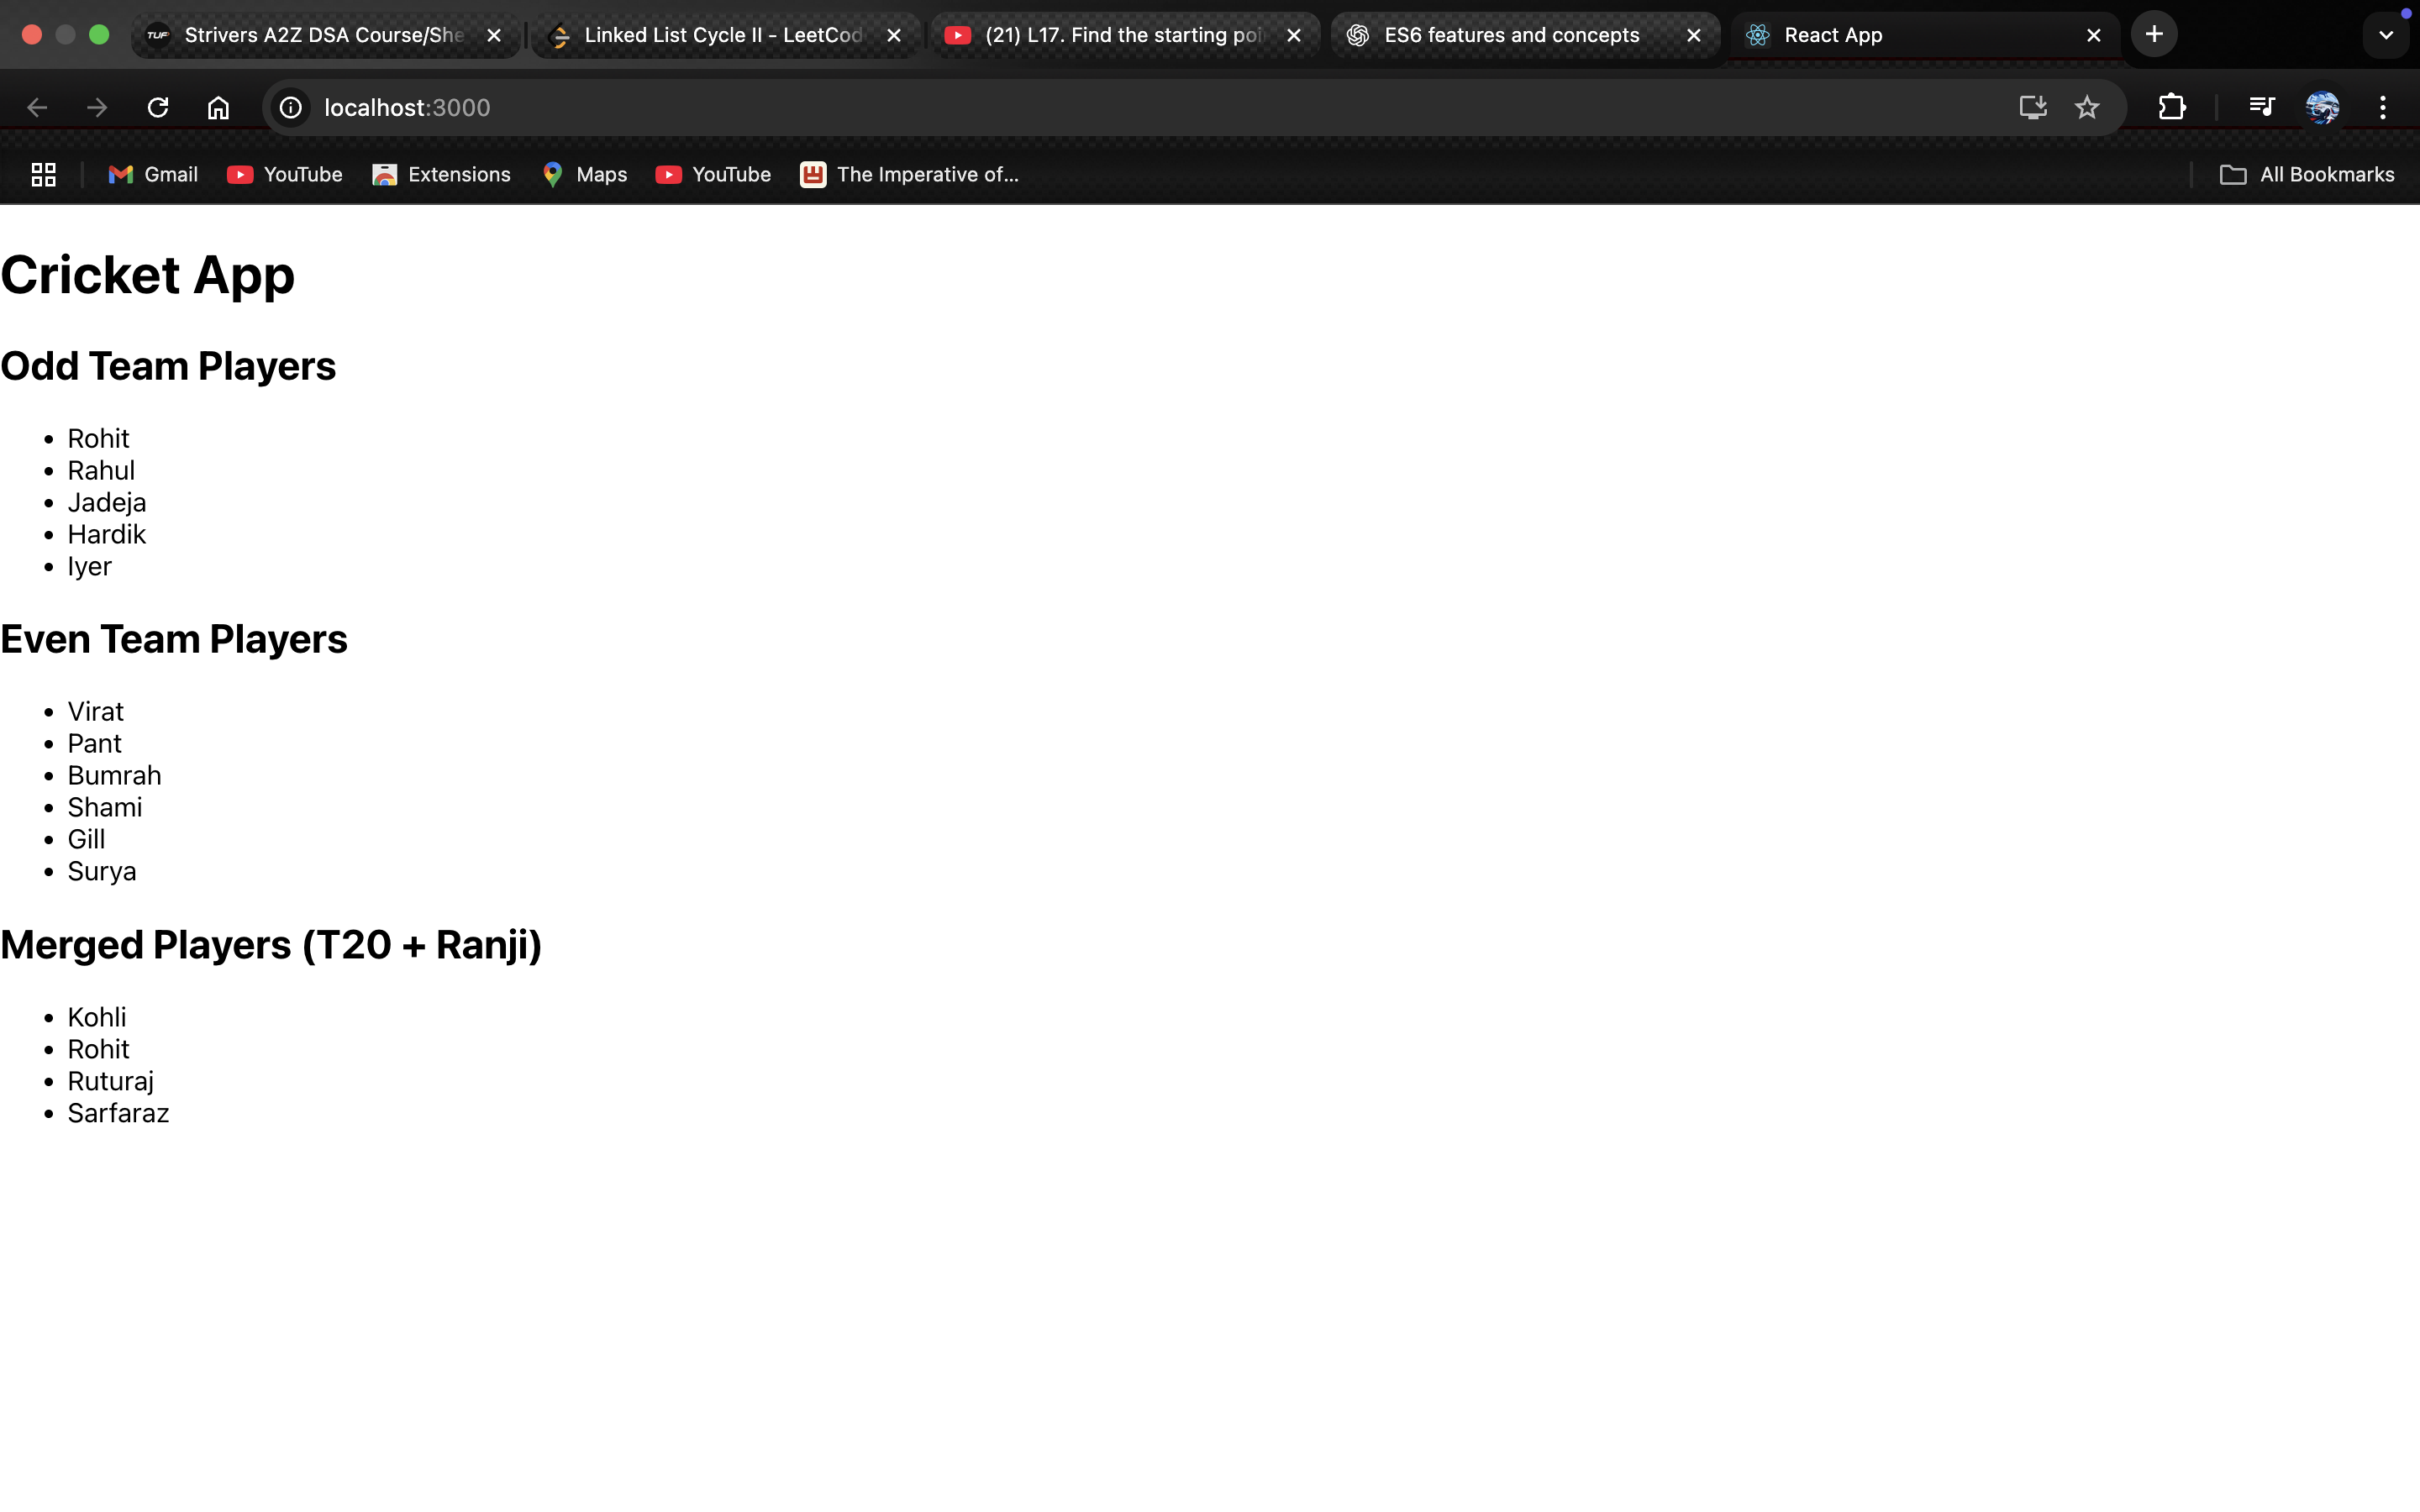 TUF Strivers A2Z DSA Course/She
Linked List Cycle II - LeetCod
(21) L17. Find the starting poi
ES6 features and concepts
React App
localhost:3000
Gmail
YouTube
Extensions
Maps
YouTube
The Imperative of...
All Bookmarks
Cricket App
Odd Team Players
• Rohit
• Rahul
• Jadeja
• Hardik
• Iyer
Even Team Players
• Virat
• Pant
• Bumrah
• Shami
• Gill
• Surya
Merged Players (T20 + Ranji)
• Kohli
• Rohit
• Ruturaj
• Sarfaraz